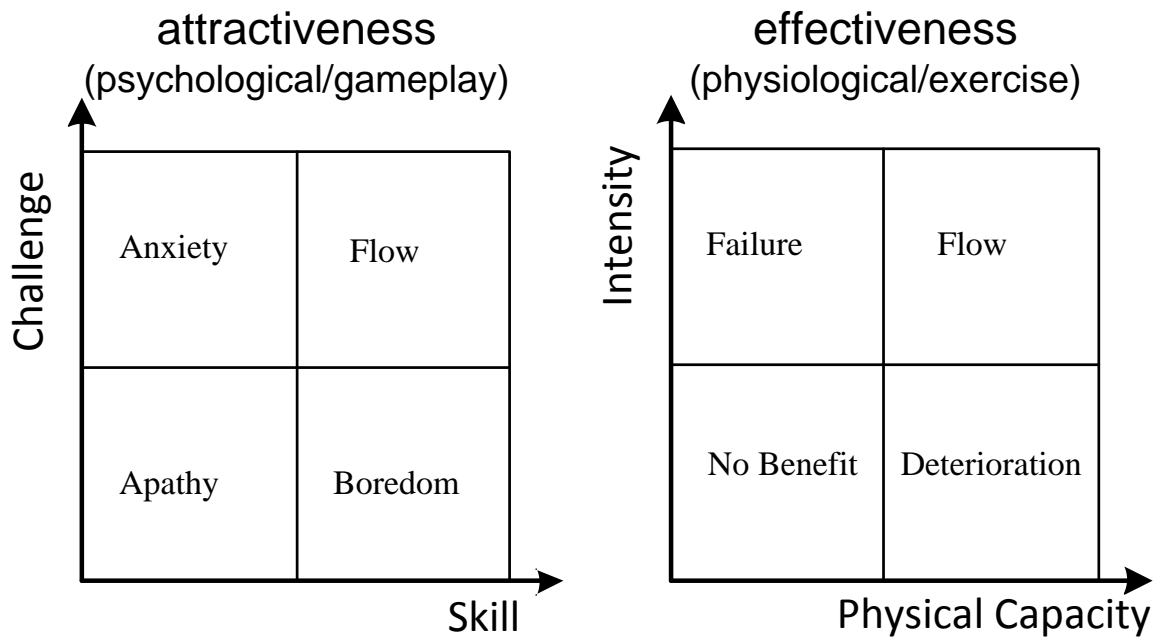 attractiveness
(psychological/gameplay)
Challenge
Anxiety
Flow
Apathy
Boredom
Skill
effectiveness
(physiological/exercise)
Intensity
Failure
Flow
No Benefit
Deterioration
Physical Capacity